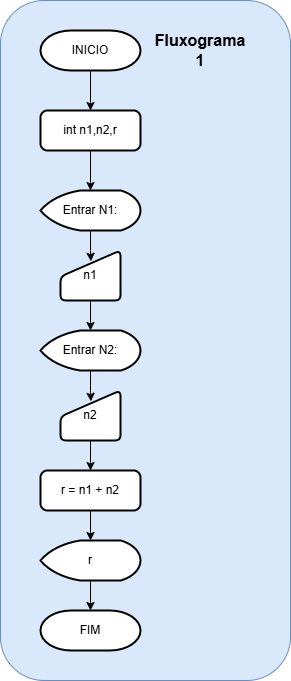 INICIO
Fluxograma
1
int n1,n2,r
Entrar N1:
n1
Entrar N2:
n2
r = n1 + n2
r
FIM